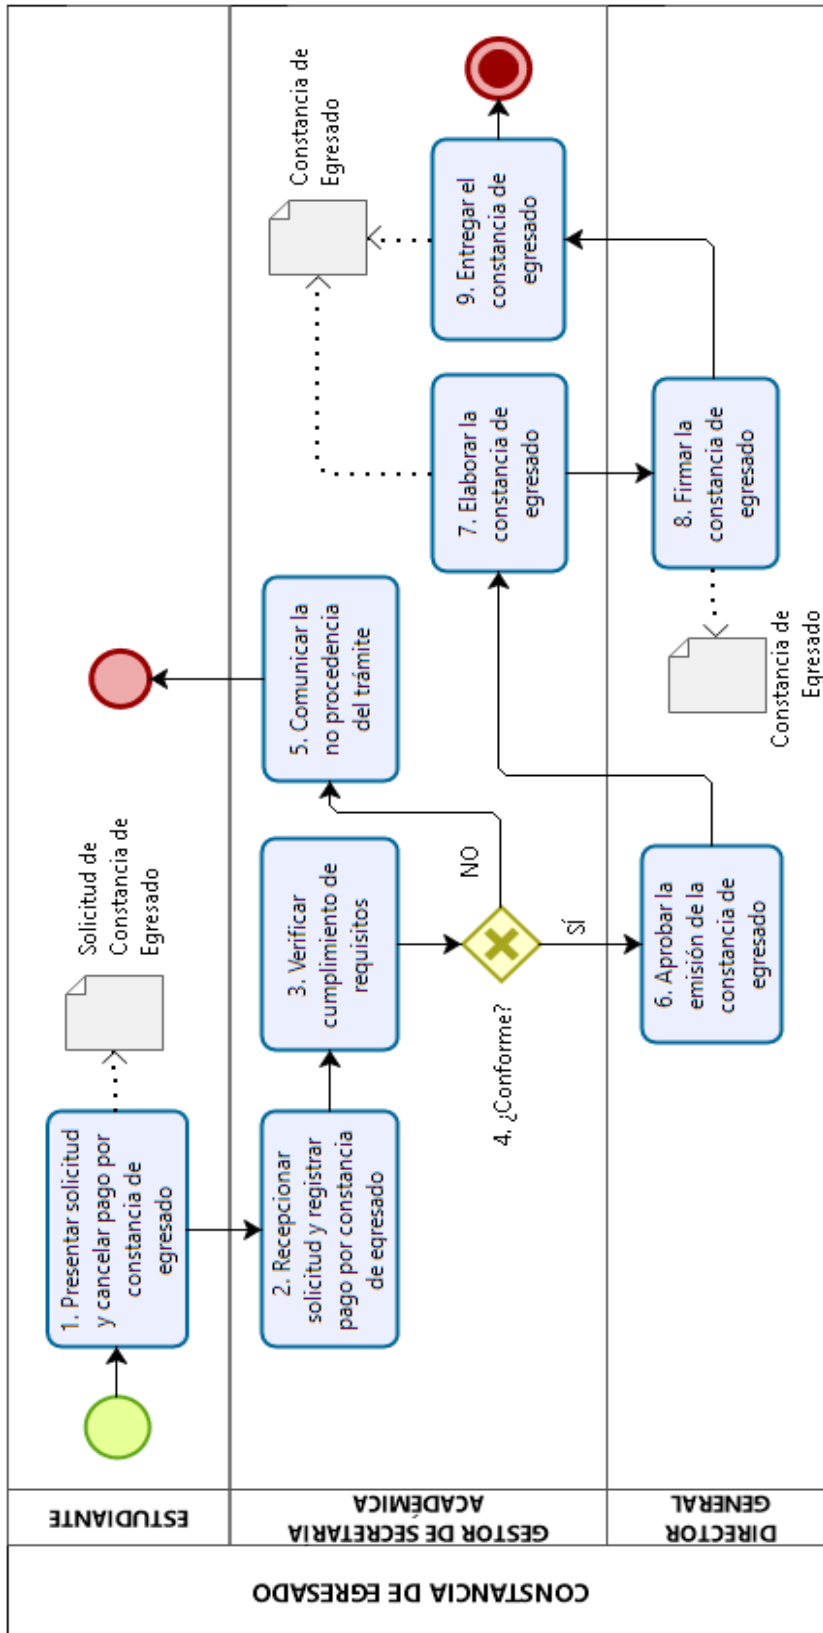 CONSTANCIA DE EGRESADO
ESTUDIANTE
1. Presentar solicitud
y cancelar pago por
constancia de
egresado
Solicitud de
Constancia de
Egresado
GESTOR DE SECRETARÍA
ACADÉMICA
2. Recepcionar
solicitud y registrar
pago por constancia
de egresado
3. Verificar
cumplimiento de
requisitos
4. ¿Conforme?
NO
SÍ
5. Comunicar la
no procedencia
del trámite
7. Elaborar la
constancia de
egresado
9. Entregar el
constancia de
egresado
Constancia de
Egresado
DIRECTOR
GENERAL
6. Aprobar la
emisión de la
constancia de
egresado
8. Firmar la
constancia de
egresado
Constancia de
Egresado